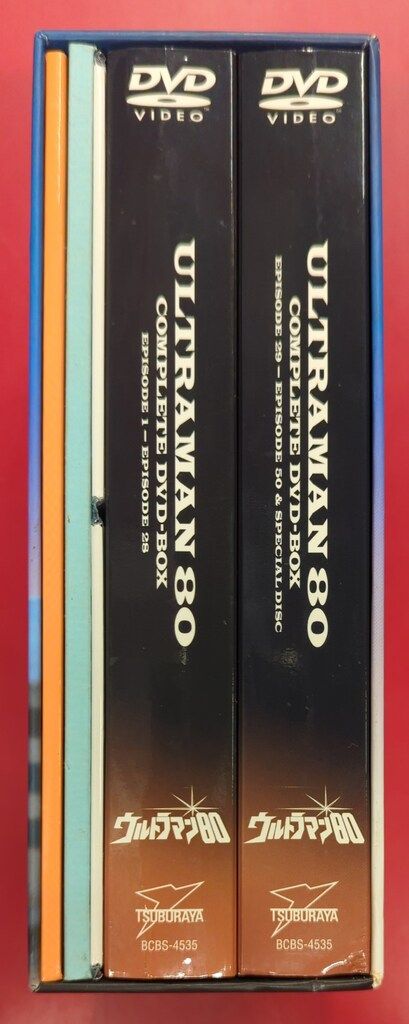 DVD
VIDEO
ULTRAMAN 80
COMPLETE DVD-BOX
EPISODE 1 – EPISODE 28
ウルトラマン80
TSUBURAYA
BCBS-4535
DVD
VIDEO
ULTRAMAN 80
COMPLETE DVD-BOX
EPISODE 29 – EPISODE 50 & SPECIAL DISC
ウルトラマン80
TSUBURAYA
BCBS-4535